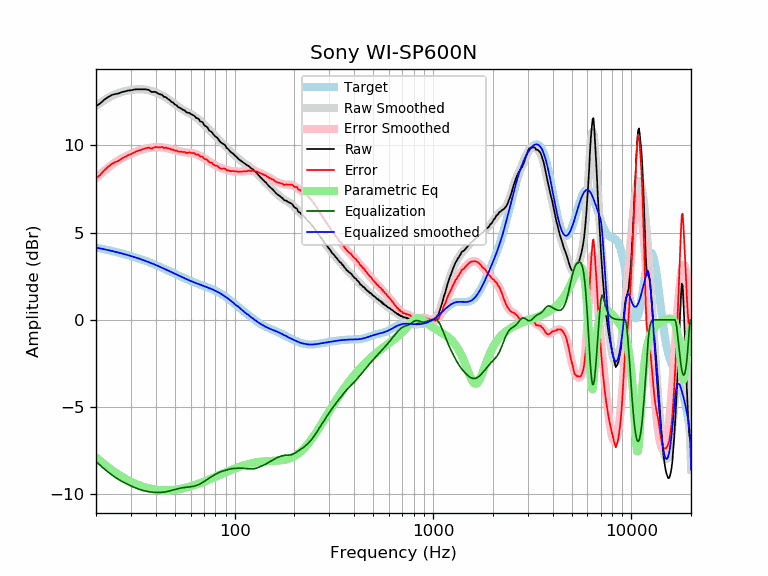 Sony WI-SP600N
Target
Raw Smoothed
Error Smoothed
Raw
Error
Parametric Eq
Equalization
Equalized smoothed
Amplitude (dBr)
10
5
0
−5
−10
100
1000
10000
Frequency (Hz)